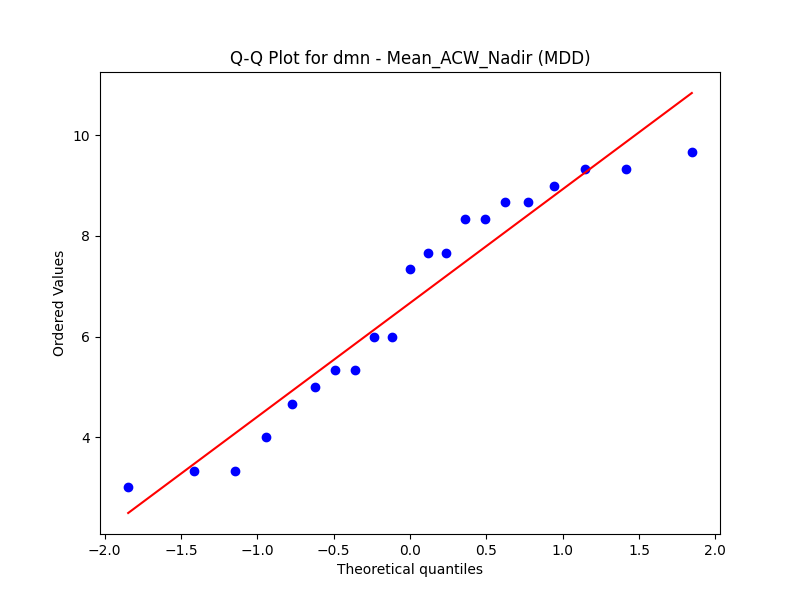 Q-Q Plot for dmn - Mean_ACW_Nadir (MDD)
Ordered Values
10
8
6
4
−2.0 −1.5 −1.0 −0.5 0.0 0.5 1.0 1.5 2.0
Theoretical quantiles